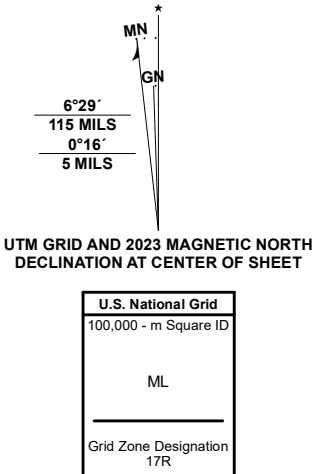 ★
MN
GN
6°29´
115 MILS
0°16´
5 MILS
UTM GRID AND 2023 MAGNETIC NORTH
DECLINATION AT CENTER OF SHEET
U.S. National Grid
100,000 - m Square ID
ML
Grid Zone Designation
17R